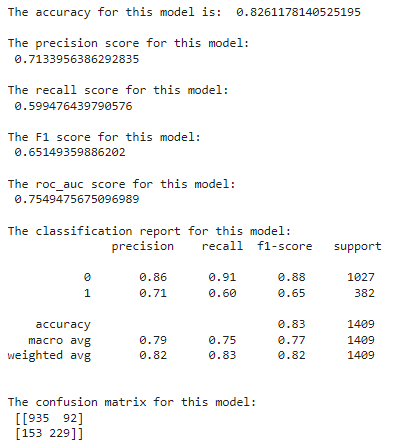 The accuracy for this model is:  0.8261178140525195
The precision score for this model:
0.7133956386292835
The recall score for this model:
0.599476439790576
The F1 score for this model:
0.65149359886202
The roc_auc score for this model:
0.7549475675096989
The classification report for this model:
precision    recall  f1-score   support
0       0.86      0.91      0.88      1027
1       0.71      0.60      0.65       382
accuracy                           0.83      1409
macro avg       0.79      0.75      0.77      1409
weighted avg       0.82      0.83      0.82      1409
The confusion matrix for this model:
[[935  92]
[153 229]]